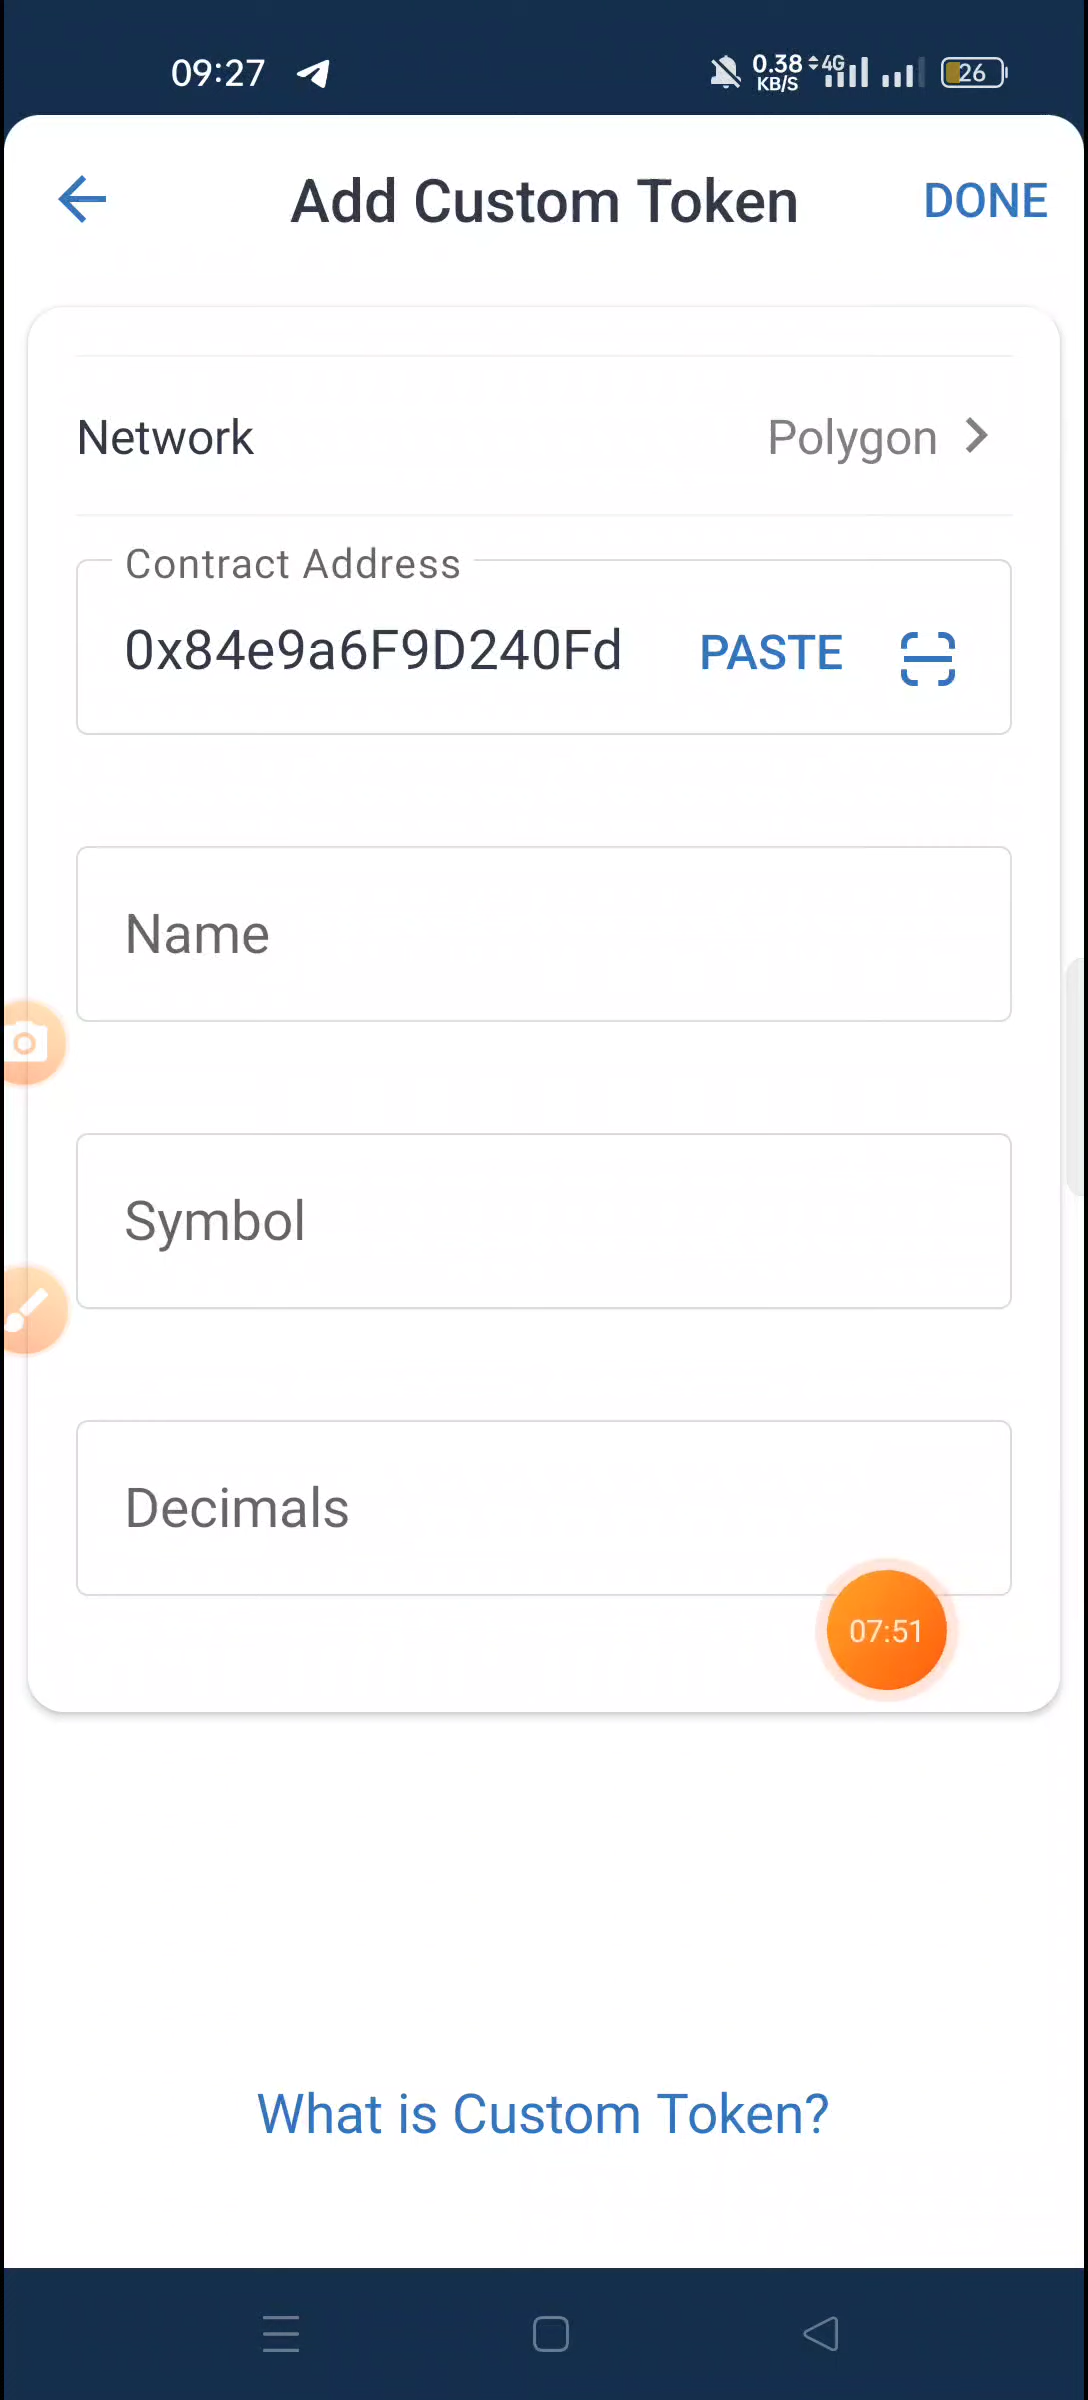 09:27 0.38 KB/S 4G 26
Add Custom Token DONE
Network Polygon
Contract Address
0x84e9a6F9D240Fd PASTE
Name
Symbol
Decimals
07:51
What is Custom Token?